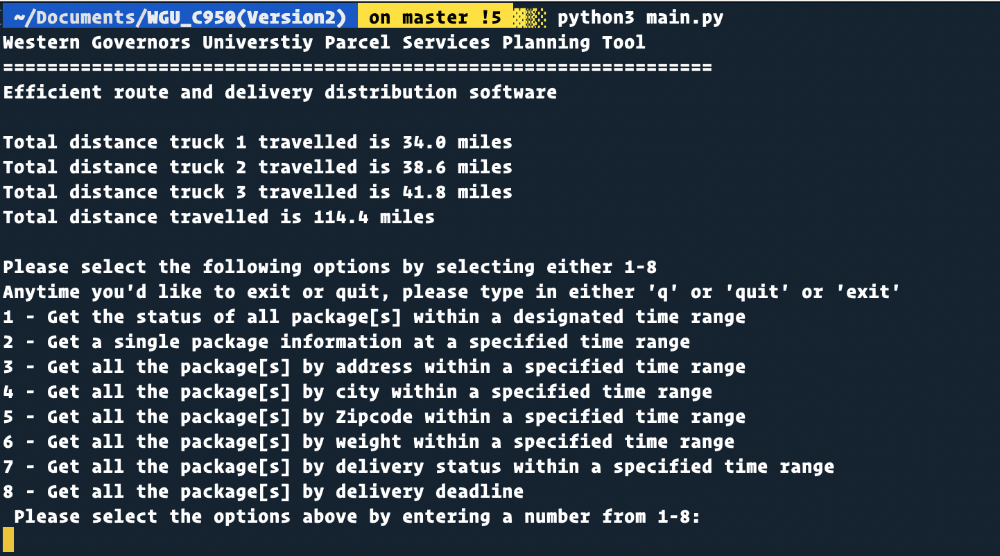 ~/Documents/WGU_C950(Version2) on master !5 python3 main.py
Western Governors Universtiy Parcel Services Planning Tool
================================================================
Efficient route and delivery distribution software
Total distance truck 1 travelled is 34.0 miles
Total distance truck 2 travelled is 38.6 miles
Total distance truck 3 travelled is 41.8 miles
Total distance travelled is 114.4 miles
Please select the following options by selecting either 1-8
Anytime you'd like to exit or quit, please type in either 'q' or 'quit' or 'exit'
1 - Get the status of all package[s] within a designated time range
2 - Get a single package information at a specified time range
3 - Get all the package[s] by address within a specified time range
4 - Get all the package[s] by city within a specified time range
5 - Get all the package[s] by Zipcode within a specified time range
6 - Get all the package[s] by weight within a specified time range
7 - Get all the package[s] by delivery status within a specified time range
8 - Get all the package[s] by delivery deadline
Please select the options above by entering a number from 1-8: